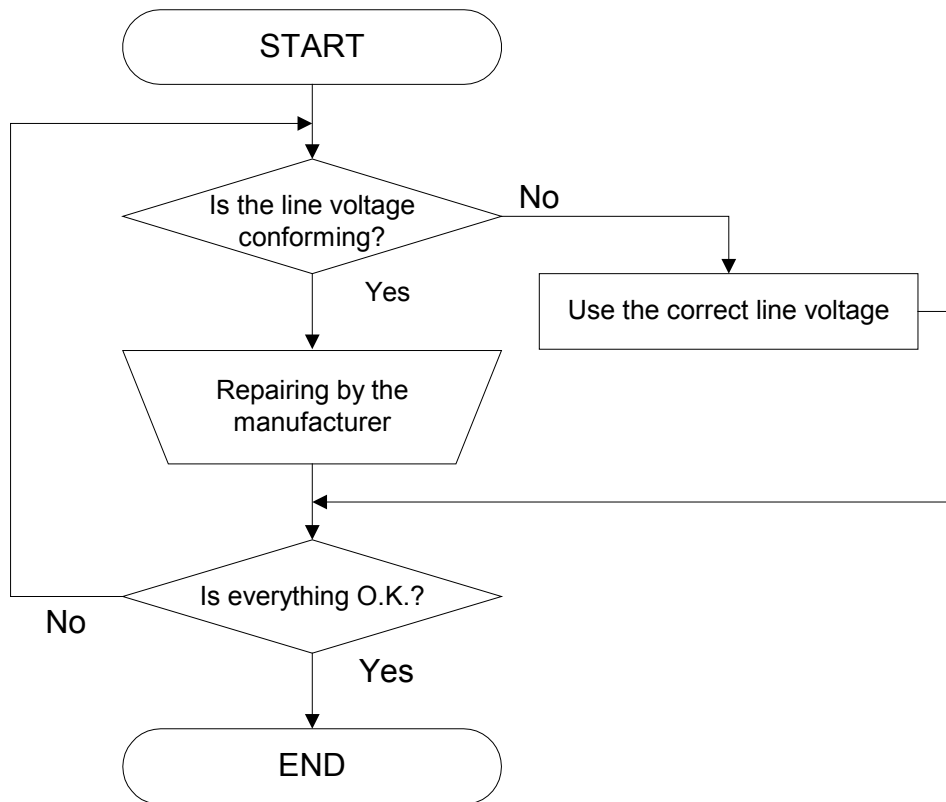 START
Is the line voltage
conforming?
No
Yes
Use the correct line voltage
Repairing by the
manufacturer
Is everything O.K.?
No
Yes
END